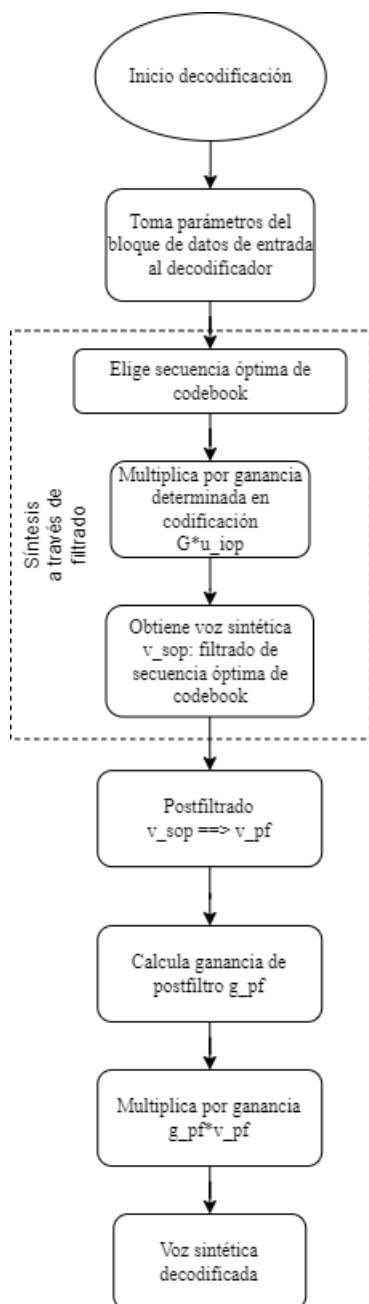 Inicio decodificación
Toma parámetros del
bloque de datos de entrada
al decodificador
Elige secuencia óptima de
codebook
Síntesis
a través de
filtrado
Multiplica por ganancia
determinada en
codificación
G*u_iop
Obtiene voz sintética
v_sop: filtrado de
secuencia óptima de
codebook
Postfiltrado
v_sop ==> v_pf
Calcula ganancia de
postfiltro g_pf
Multiplica por ganancia
g_pf*v_pf
Voz sintética
decodificada